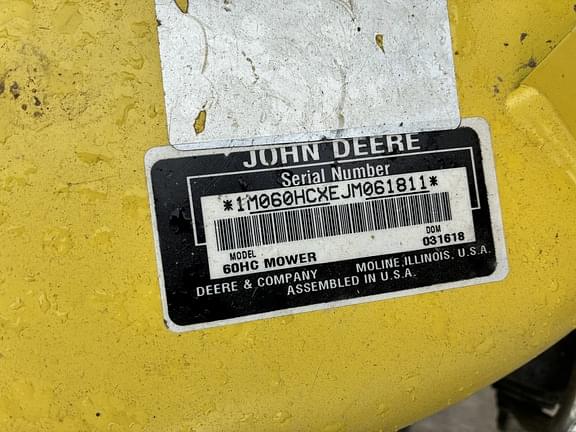 JOHN DEERE
Serial Number
*1M060HCXEJM061811*
MODEL DOM
60HC MOWER 031618
DEERE & COMPANY MOLINE, ILLINOIS, U.S.A.
ASSEMBLED IN U.S.A.